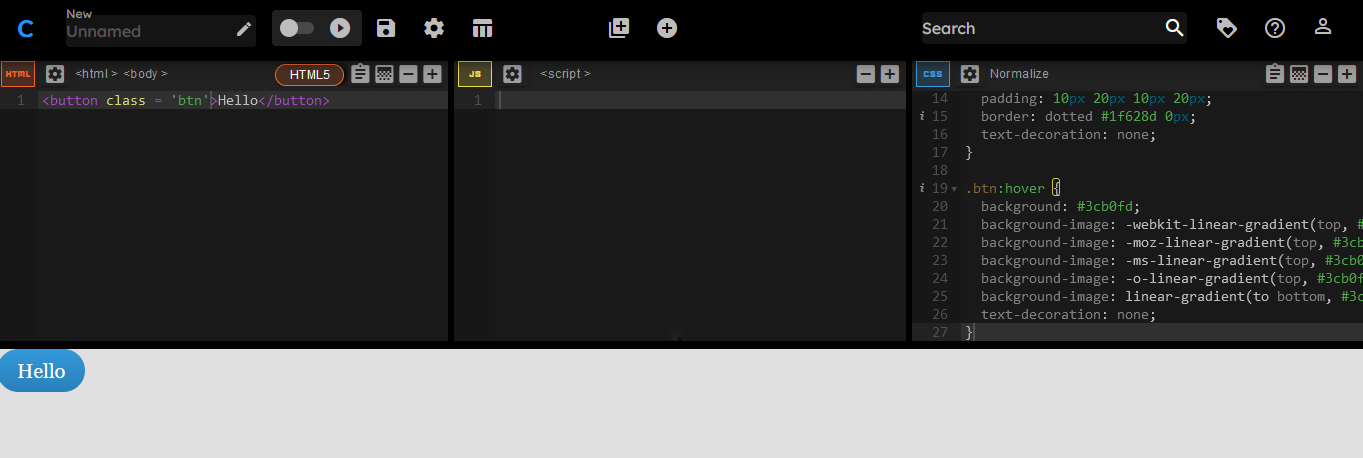 C
New
Unnamed
Search
HTML
<html > <body >
HTML5
1 <button class = 'btn'>Hello</button>
JS
<script >
1
CSS
Normalize
14 padding: 10px 20px 10px 20px;
i 15 border: dotted #1f628d 0px;
16 text-decoration: none;
17 }
18
i 19 .btn:hover {
20 background: #3cb0fd;
21 background-image: -webkit-linear-gradient(top, #
22 background-image: -moz-linear-gradient(top, #3cb
23 background-image: -ms-linear-gradient(top, #3cb0
24 background-image: -o-linear-gradient(top, #3cb0f
25 background-image: linear-gradient(to bottom, #3c
26 text-decoration: none;
27 }
Hello